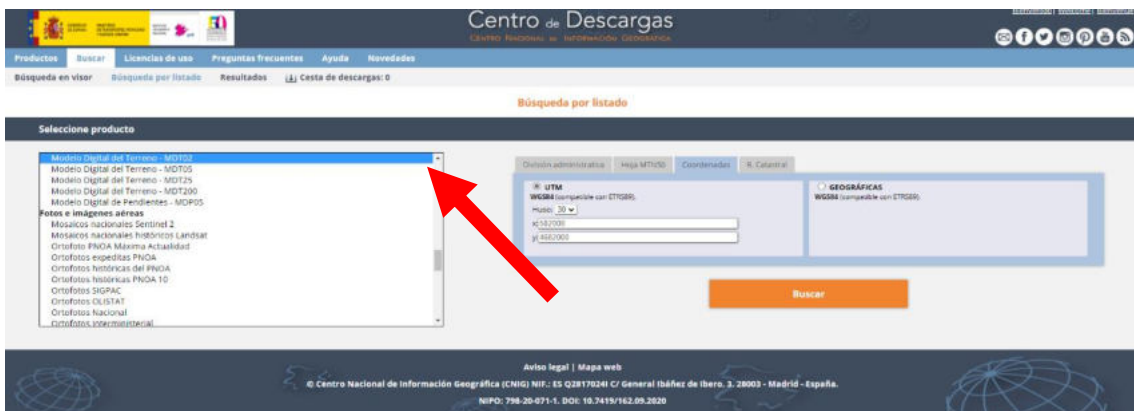 50
Centro de Descargas
CENTRO NACIONAL DE INFORMACIÓN GEOGRÁFICA
Productos Buscar Licencias de uso Preguntas frecuentes Ayuda Novedades
Búsqueda en visor Búsqueda por listado Resultados Cesta de descargas: 0
Búsqueda por listado
Seleccione producto
Modelo Digital del Terreno - MDT02
Modelo Digital del Terreno - MDT05
Modelo Digital del Terreno - MDT25
Modelo Digital del Terreno - MDT200
Modelo Digital de Pendientes - MDP05
Fotos e imágenes aéreas
Mosaicos nacionales Sentinel 2
Mosaicos nacionales históricos Landsat
Ortofoto PNOA Máxima Actualidad
Ortofotos expeditas PNOA
Ortofotos históricas del PNOA
Ortofotos históricas PNOA 10
Ortofotos SIGPAC
Ortofotos OLISTAT
Ortofotos Nacional
Ortofotos Interministerial
División administrativa Hoja MTN50 Coordenadas R. Catastral
UTM
WGS84 (compatible con ETRS89).
Huso: 30
x: 582000
y: 4682000
GEOGRÁFICAS
WGS84 (compatible con ETRS89).
Buscar
Aviso legal | Mapa web
© Centro Nacional de Información Geográfica (CNIG) NIF.: ES Q2817024I C/ General Ibáñez de Ibero. 3. 28003 - Madrid - España.
NIPO: 798-20-071-1. DOI: 10.7419/162.09.2020